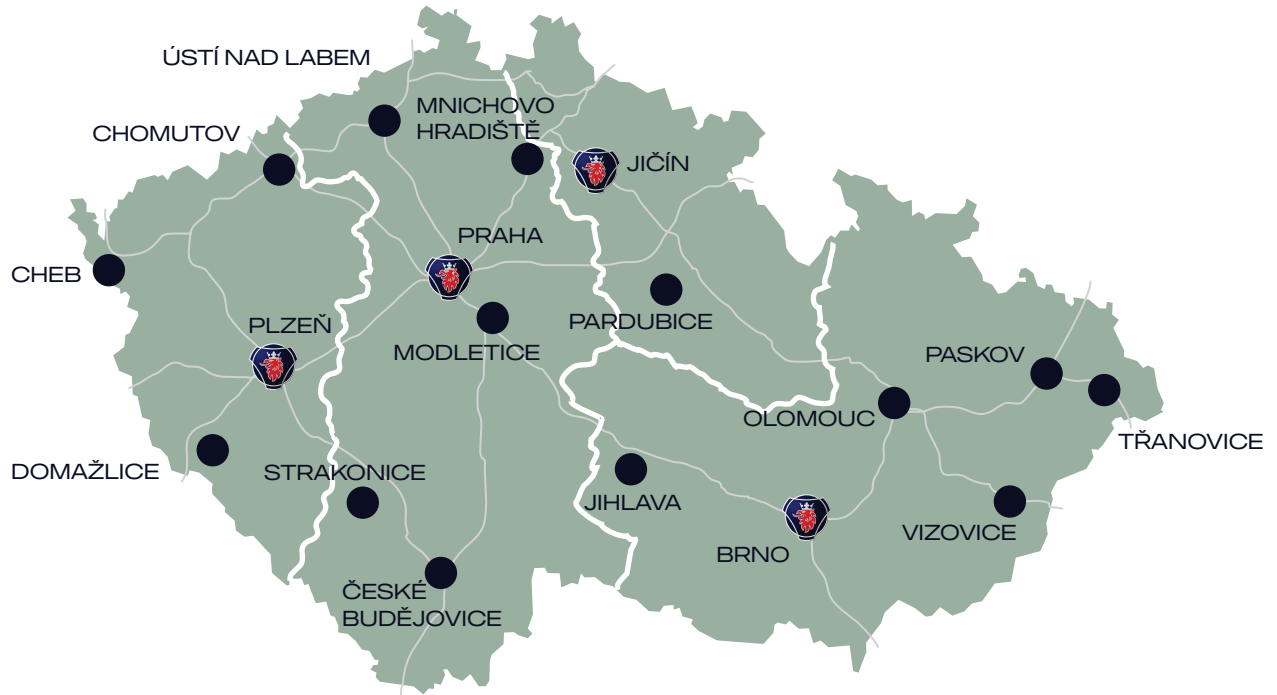 ÚSTÍ NAD LABEM
MNICHOVO
HRADIŠTĚ
CHOMUTOV
JIČÍN
PRAHA
CHEB
PLZEŇ
PARDUBICE
MODLETICE
PASKOV
OLOMOUC
TŘANOVICE
DOMAŽLICE
STRAKONICE
JIHLAVA
VIZOVICE
BRNO
ČESKÉ
BUDĚJOVICE